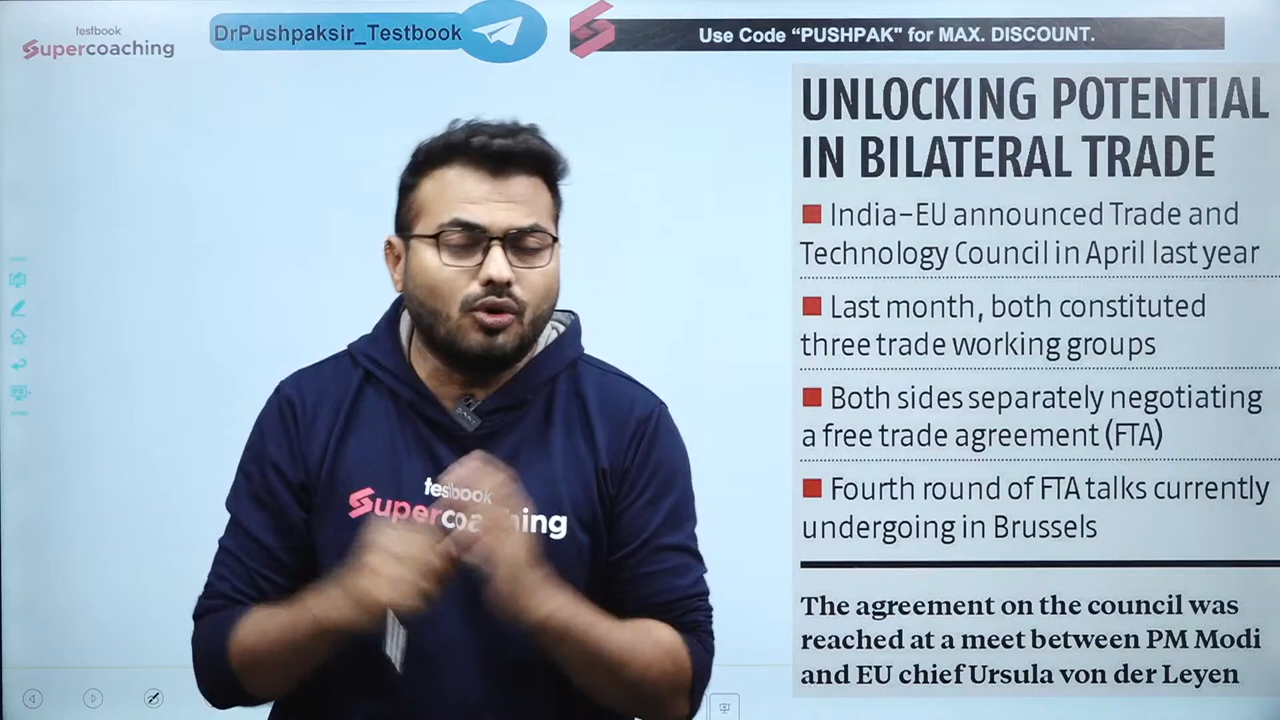 testbook
Supercoaching
DrPushpaksir_Testbook
Use Code “PUSHPAK" for MAX. DISCOUNT.
UNLOCKING POTENTIAL
IN BILATERAL TRADE
India–EU announced Trade and
Technology Council in April last year
Last month, both constituted
three trade working groups
Both sides separately negotiating
a free trade agreement (FTA)
Fourth round of FTA talks currently
undergoing in Brussels
The agreement on the council was
reached at a meet between PM Modi
and EU chief Ursula von der Leyen
testbook
Supercoaching